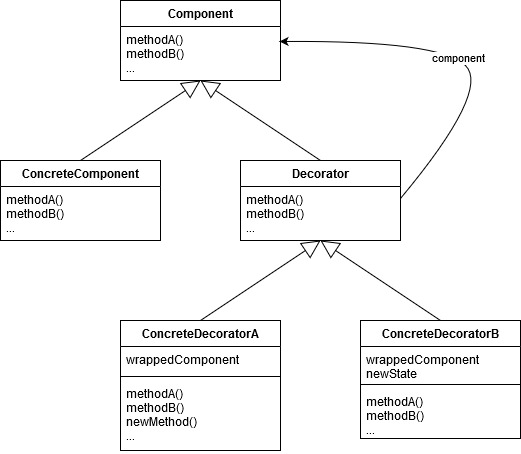 Component
methodA()
methodB()
...
component
ConcreteComponent
methodA()
methodB()
...
Decorator
methodA()
methodB()
...
ConcreteDecoratorA
wrappedComponent
methodA()
methodB()
newMethod()
...
ConcreteDecoratorB
wrappedComponent
newState
methodA()
methodB()
...